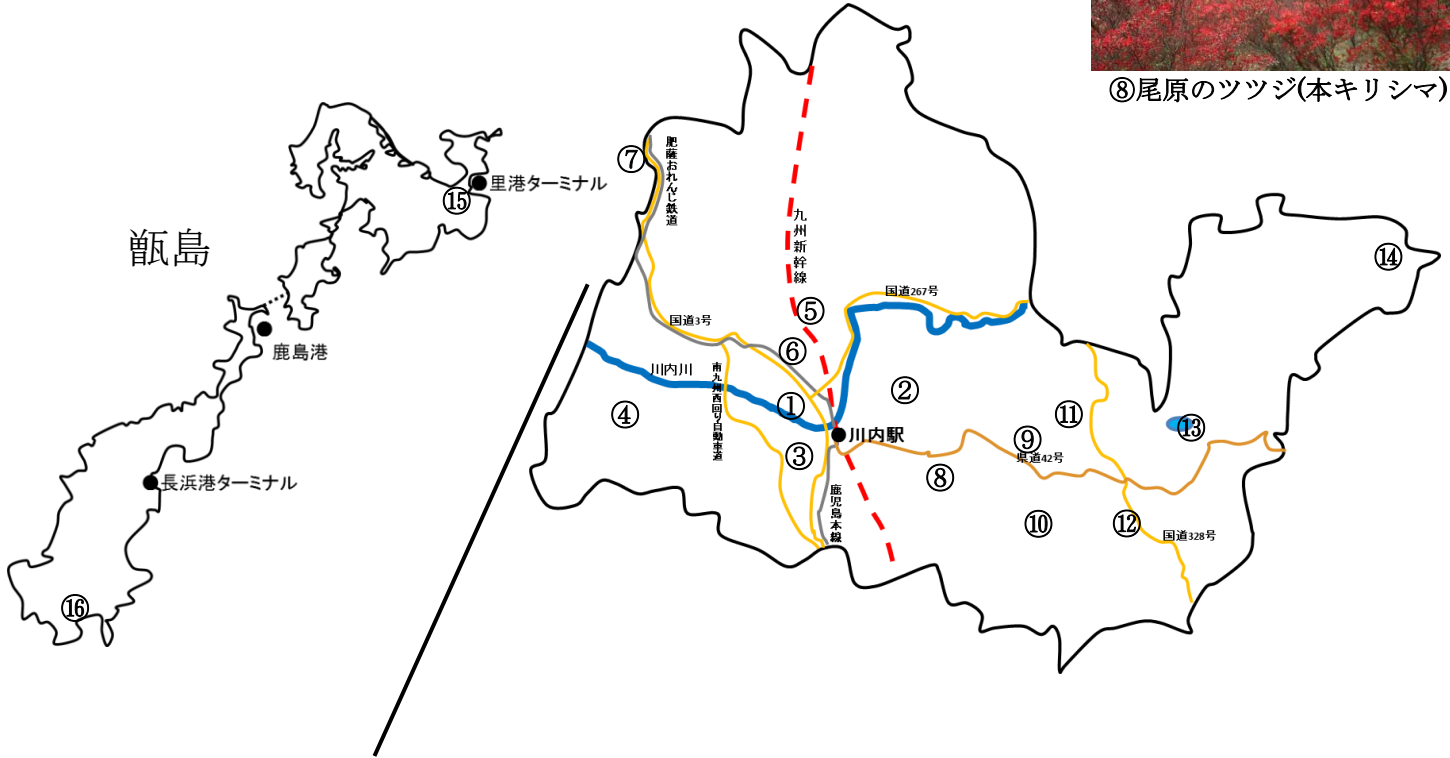 ⑧尾原のツツジ(本キリシマ)
⑦
肥薩おれんじ鉄道
⑮
里港ターミナル
甑島
九州新幹線
⑭
国道267号
⑤
国道3号
鹿島港
⑥
川内川
南九州西回り自動車道
①
②
④
⑪
⑬
川内駅
⑨
県道42号
③
⑧
長浜港ターミナル
鹿児島本線
⑩
⑫
国道328号
⑯